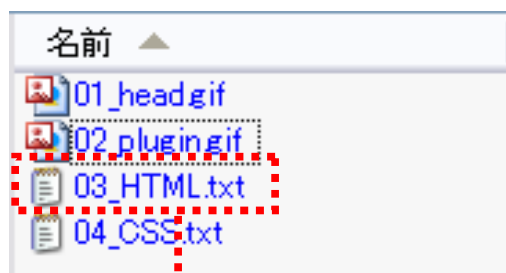 名前
01_head.gif
02_plugin.gif
03_HTML.txt
04_CSS.txt